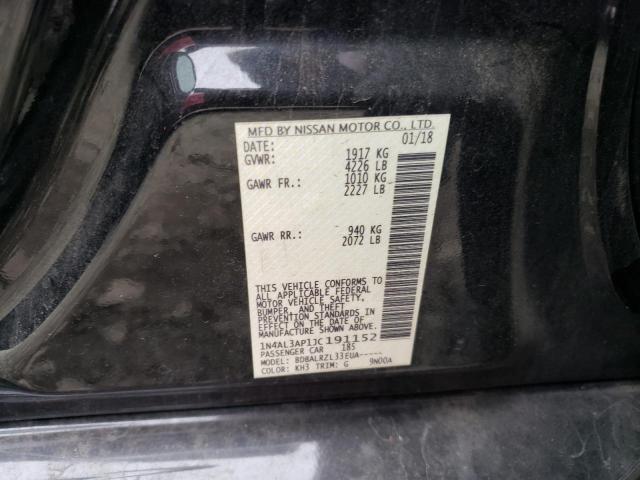 MFD BY NISSAN MOTOR CO., LTD.
DATE: 01/18
GVWR: 1917 KG
4226 LB
GAWR FR.: 1010 KG
2227 LB
GAWR RR.: 940 KG
2072 LB
THIS VEHICLE CONFORMS TO
ALL APPLICABLE FEDERAL
MOTOR VEHICLE SAFETY,
BUMPER, AND THEFT
PREVENTION STANDARDS IN
EFFECT ON THE DATE OF
MANUFACTURE SHOWN ABOVE.
1N4AL3AP1JC191152
PASSENGER CAR 185
MODEL: BDBALRZL33EUA-----
COLOR: KH3 TRIM: G 9N00A